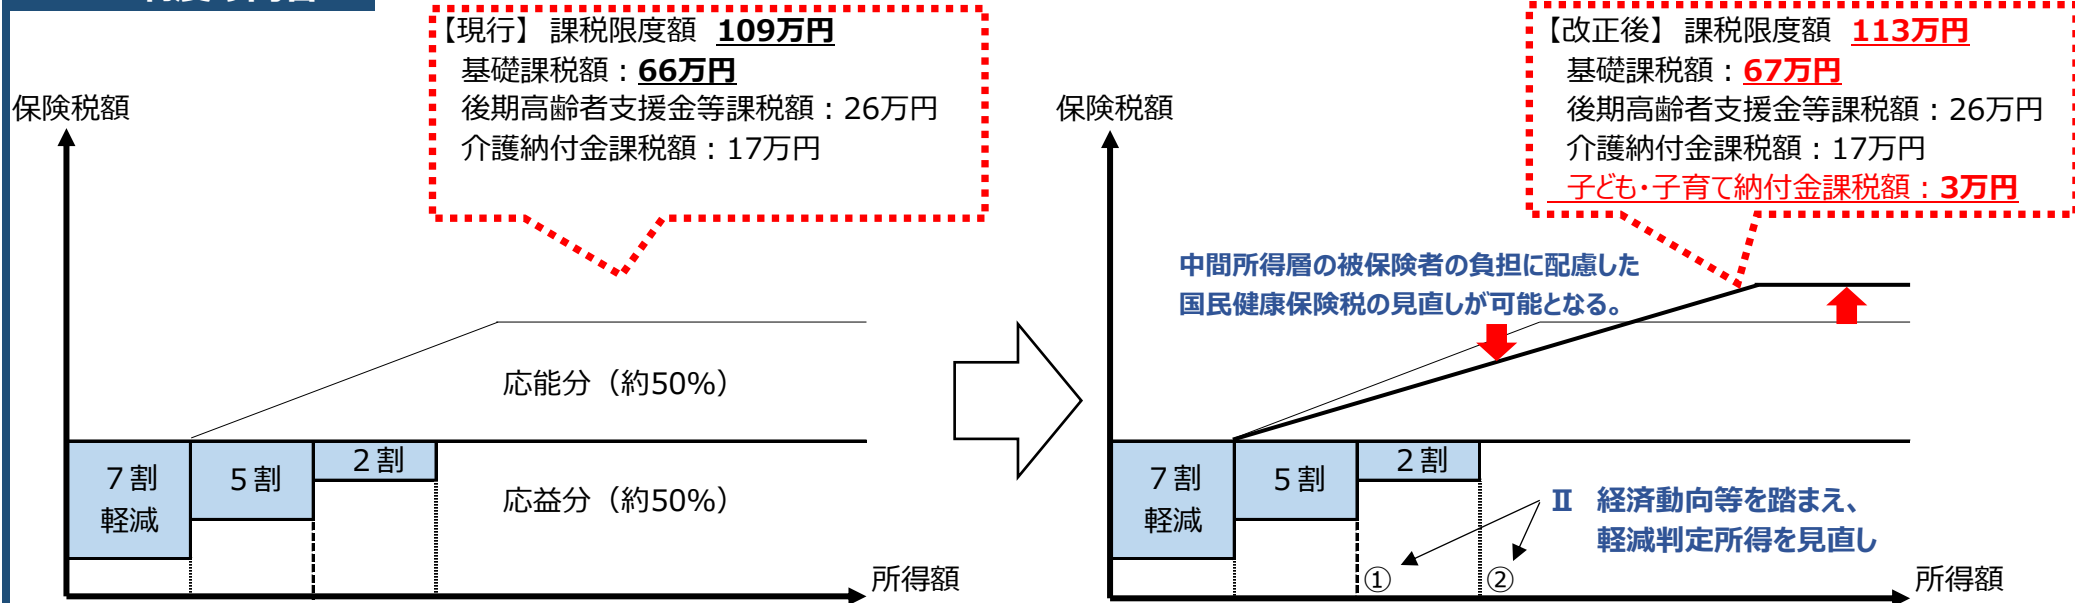 【現行】 課税限度額 109万円
基礎課税額：66万円
後期高齢者支援金等課税額：26万円
介護納付金課税額：17万円
保険税額
応能分（約50%）
７割
軽減
５割
２割
応益分（約50%）
所得額
【改正後】 課税限度額 113万円
基礎課税額：67万円
後期高齢者支援金等課税額：26万円
介護納付金課税額：17万円
子ども・子育て納付金課税額：3万円
保険税額
中間所得層の被保険者の負担に配慮した
国民健康保険税の見直しが可能となる。
７割
軽減
５割
２割
Ⅱ 経済動向等を踏まえ、
軽減判定所得を見直し
①
②
所得額